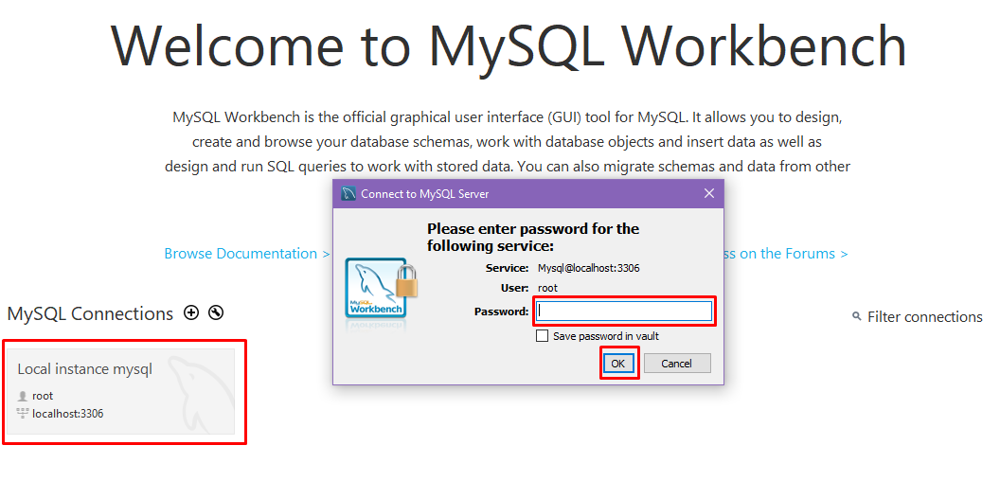 Welcome to MySQL Workbench
MySQL Workbench is the official graphical user interface (GUI) tool for MySQL. It allows you to design,
create and browse your database schemas, work with database objects and insert data as well as
design and run SQL queries to work with stored data. You can also migrate schemas and data from other
Connect to MySQL Server
Please enter password for the
following service:
Service: Mysql@localhost:3306
User: root
Password:
Save password in vault
OK Cancel
MySQL Workbench
Browse Documentation >
ss on the Forums >
MySQL Connections
Filter connections
Local instance mysql
root
localhost:3306